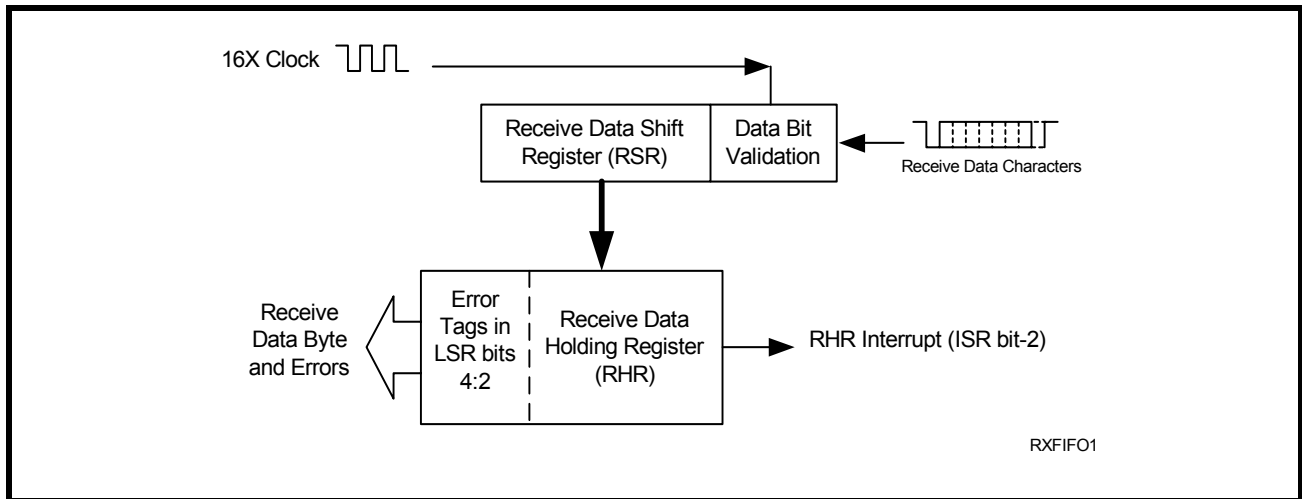 16X Clock
Receive Data Shift
Register (RSR)
Data Bit
Validation
Receive Data Characters
Receive
Data Byte
and Errors
Error
Tags in
LSR bits
4:2
Receive Data
Holding Register
(RHR)
RHR Interrupt (ISR bit-2)
RXFIFO1